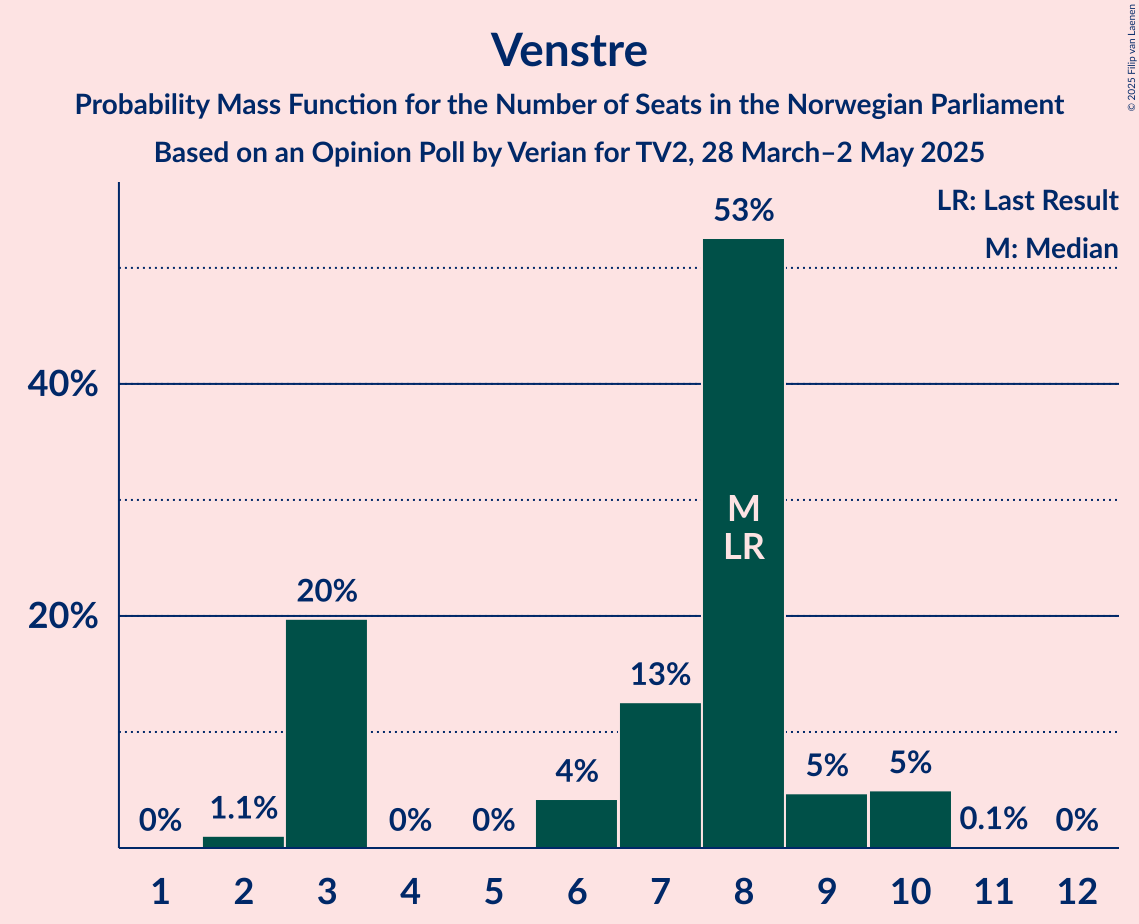 Venstre
Probability Mass Function for the Number of Seats in the Norwegian Parliament
Based on an Opinion Poll by Verian for TV2, 28 March–2 May 2025
© 2025 Filip van Laenen
LR: Last Result
M: Median
40%
20%
0%
1.1%
20%
0%
0%
4%
13%
53%
M
LR
5%
5%
0.1%
0%
1 2 3 4 5 6 7 8 9 10 11 12